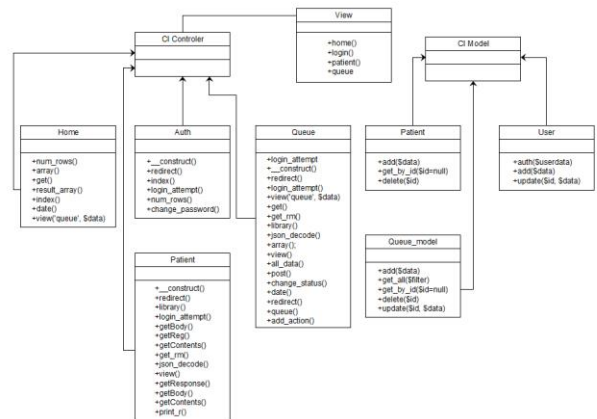 View
+home()
+login()
+patient()
+queue
CI Controler
CI Model
Home
+num_rows()
+array()
+get()
+result_array()
+index()
+date()
+view('queue', $data)
Auth
+__construct()
+redirect()
+index()
+login_attempt()
+num_rows()
+change_password()
Queue
+login_attempt
+__construct()
+redirect()
+login_attempt()
+view('queue', $data)
+get()
+get_rm()
+library()
+json_decode()
+array();
+view()
+all_data()
+post()
+change_status()
+date()
+redirect()
+queue()
+add_action()
Patient
+add($data)
+get_by_id($id=null)
+delete($id)
User
+auth($userdata)
+add($data)
+update($id, $data)
Patient
+__construct()
+redirect()
+library()
+login_attempt()
+getBody()
+getReg()
+getContents()
+get_rm()
+json_decode()
+view()
+getResponse()
+getBody()
+getContents()
+print_r()
Queue_model
+add($data)
+get_all($filter)
+get_by_id($id=null)
+delete($id)
+update($id, $data)